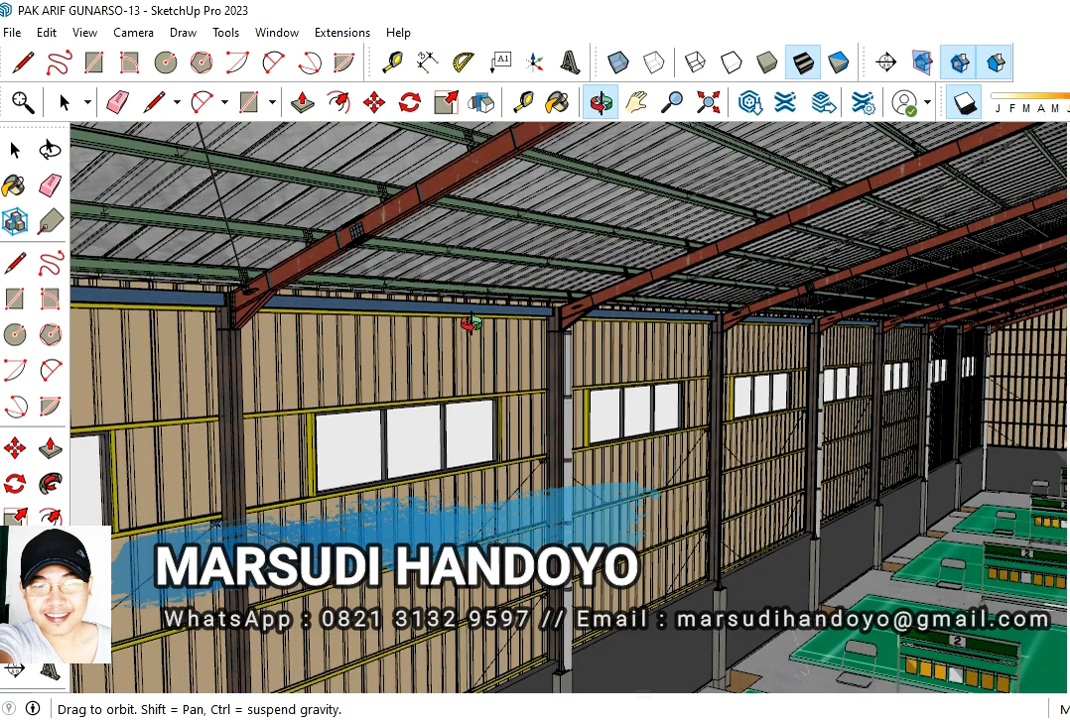 PAK ARIF GUNARSO-13 - SketchUp Pro 2023
File Edit View Camera Draw Tools Window Extensions Help
A1
J F M A M J
2
2
MARSUDI HANDOYO
WhatsApp : 0821 3132 9597 // Email : marsudihandoyo@gmail.com
Drag to orbit. Shift = Pan, Ctrl = suspend gravity.
M